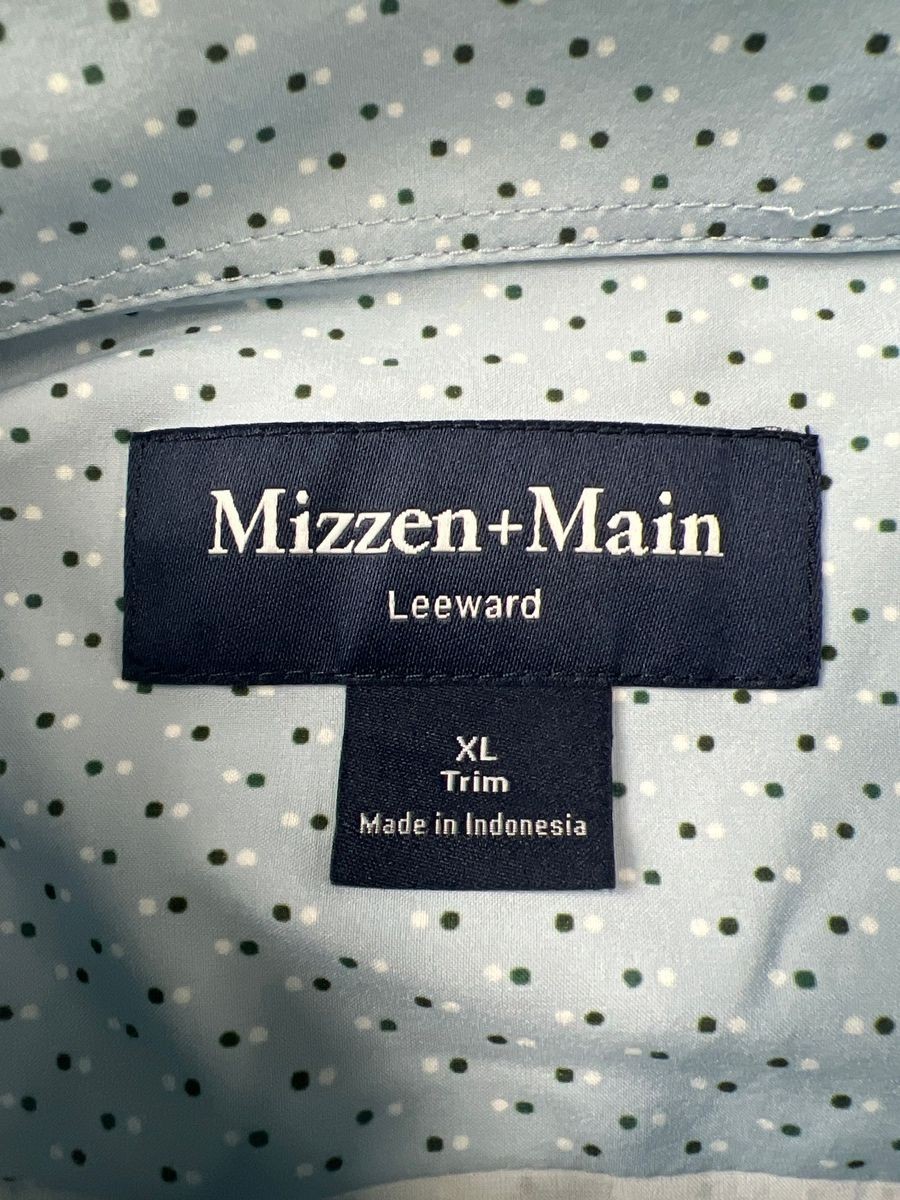 Mizzen+Main
Leeward
XL
Trim
Made in Indonesia